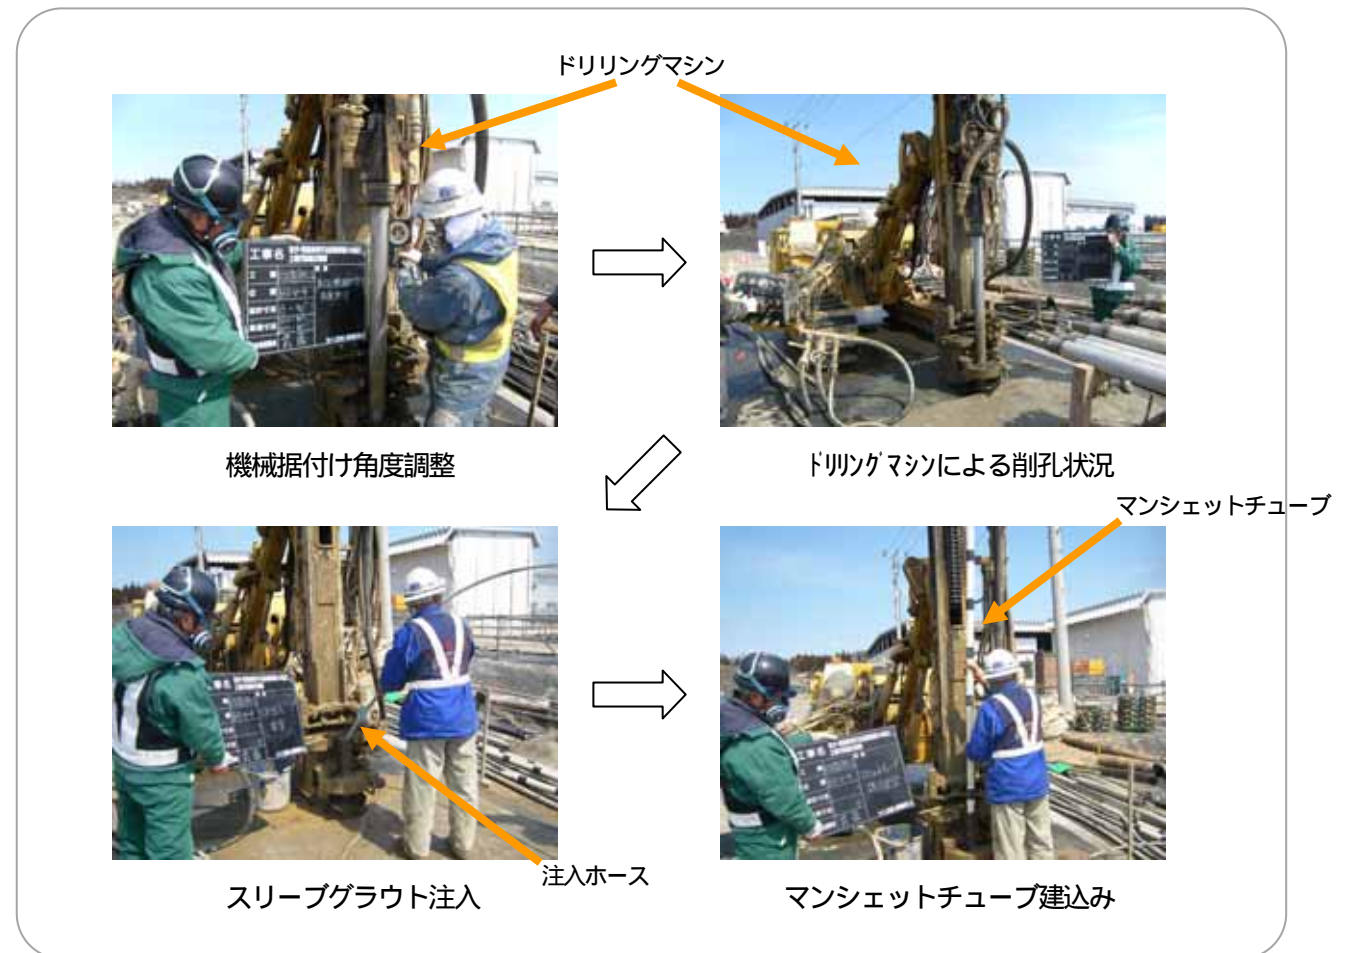 ドリリングマシン
機械据付け角度調整
ﾄﾞﾘﾘﾝｸﾞﾏｼﾝによる削孔状況
マンシェットチューブ
注入ホース
スリーブグラウト注入
マンシェットチューブ建込み
工事名
工事名